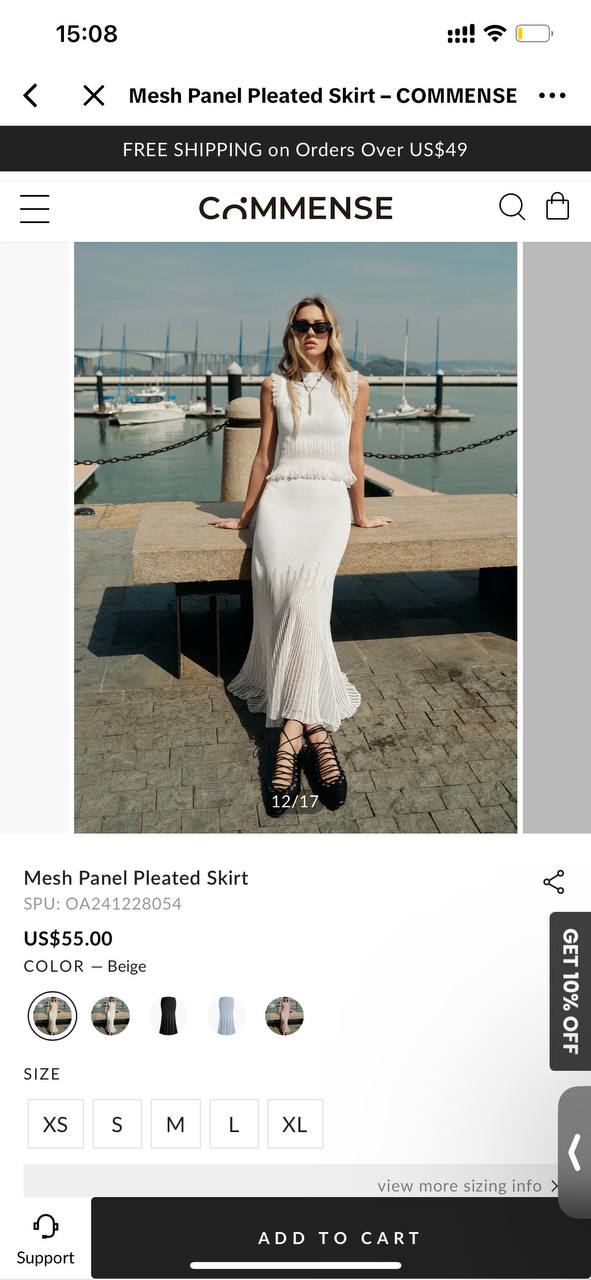 15:08
Mesh Panel Pleated Skirt – COMMENSE
FREE SHIPPING on Orders Over US$49
COMMENSE
12/17
Mesh Panel Pleated Skirt
SPU: OA241228054
US$55.00
COLOR — Beige
GET 10% OFF
SIZE
XS S M L XL
view more sizing info
Support
ADD TO CART